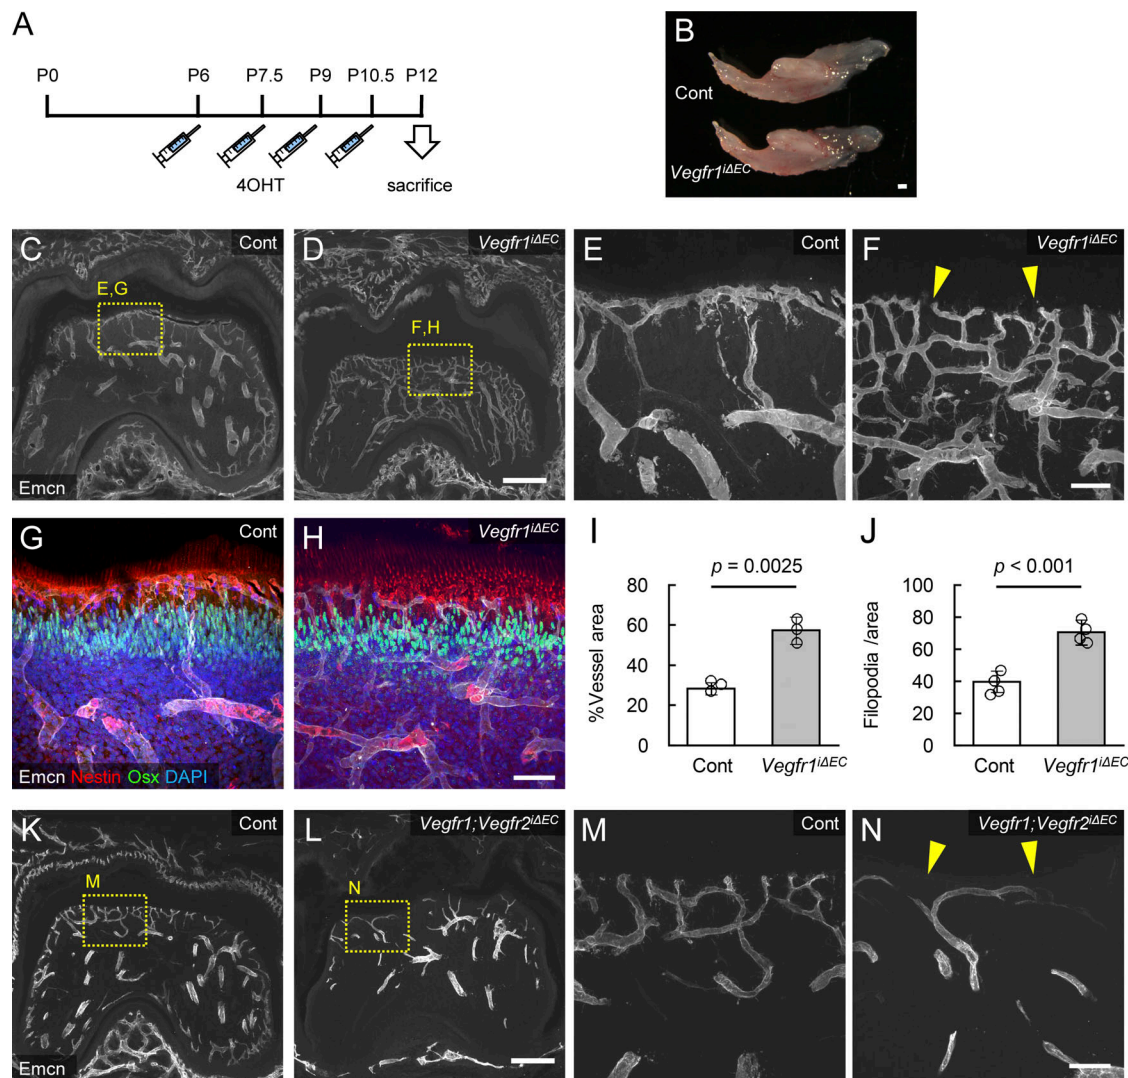 A
P0 P6 P7.5 P9 P10.5 P12
4OHT sacrifice
B
Cont
Vegfr1iΔEC
C Cont
E,G
Emcn
D Vegfr1iΔEC
F,H
E Cont
F Vegfr1iΔEC
G Cont
Emcn Nestin Osx DAPI
H Vegfr1iΔEC
I
p = 0.0025
%Vessel area
80
60
40
20
0
Cont Vegfr1iΔEC
J
p < 0.001
Filopodia /area
100
80
60
40
20
0
Cont Vegfr1iΔEC
K Cont
M
Emcn
L Vegfr1;Vegfr2iΔEC
N
M Cont
N Vegfr1;Vegfr2iΔEC